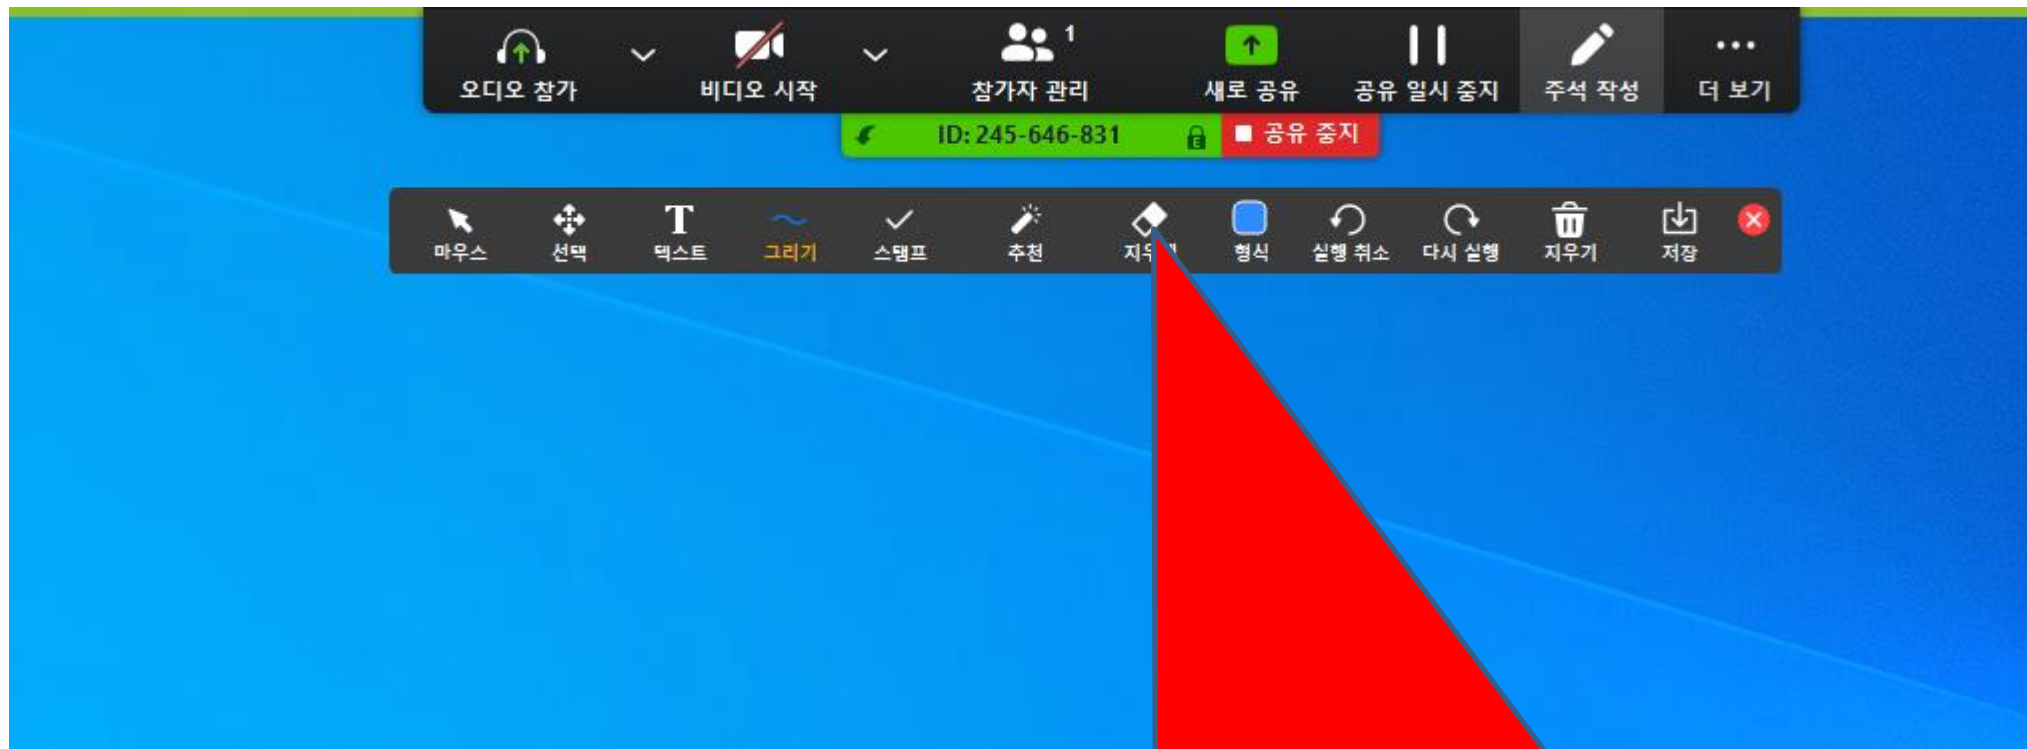 1
오디오 참가 비디오 시작 참가자 관리 새로 공유 공유 일시 중지 주석 작성 더 보기
ID: 245-646-831 공유 중지
마우스 선택 텍스트 그리기 스탬프 추천 형식 실행 취소 다시 실행 지우기 저장